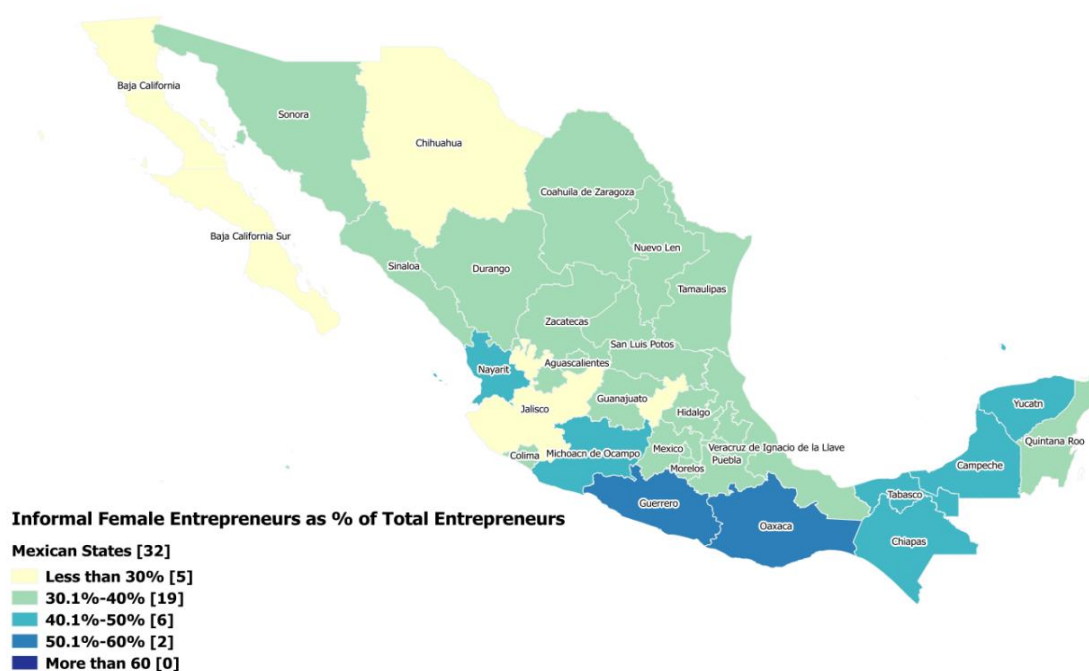 Baja California
Sonora
Chihuahua
Coahuila de Zaragoza
Baja California Sur
Nuevo Len
Sinaloa
Durango
Tamaulipas
Zacatecas
San Luis Potos
Nayarit
Aguascalientes
Guanajuato
Jalisco
Hidalgo
Yucatn
Colima
Michoacn de Ocampo
Mexico
Veracruz de Ignacio de la Llave
Puebla
Morelos
Quintana Roo
Campeche
Tabasco
Guerrero
Oaxaca
Chiapas
Informal Female Entrepreneurs as % of Total Entrepreneurs
Mexican States [32]
Less than 30% [5]
30.1%-40% [19]
40.1%-50% [6]
50.1%-60% [2]
More than 60 [0]